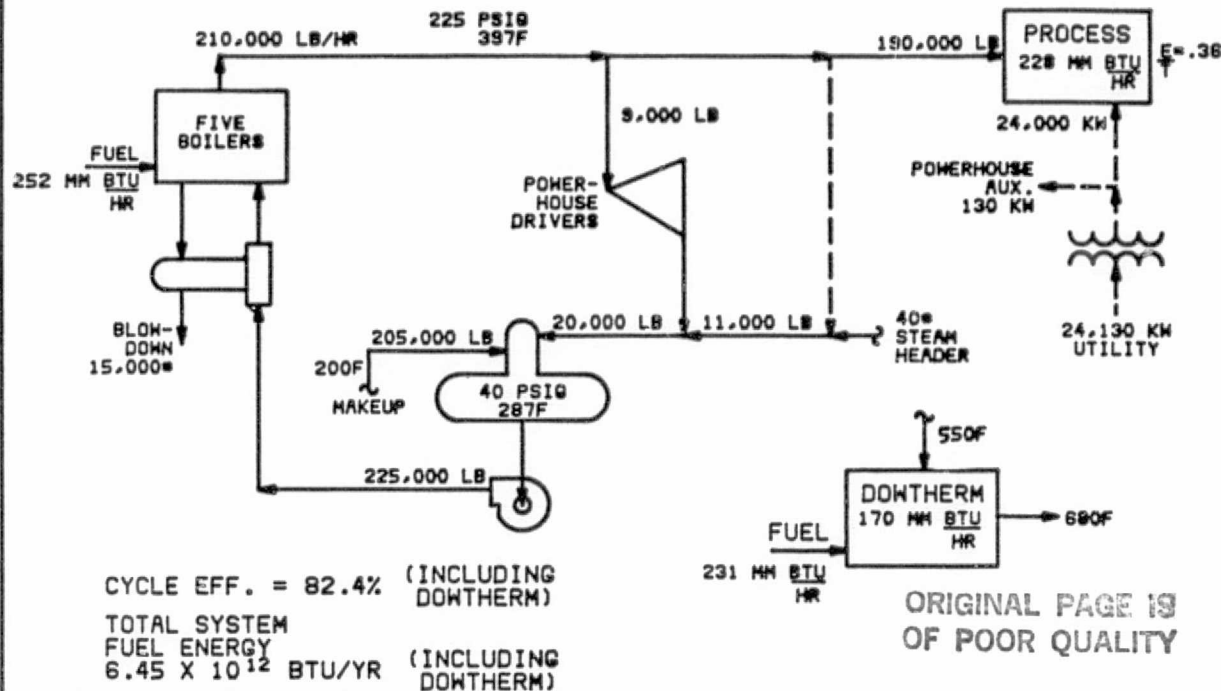 225 PSIG
397F
210,000 LB/HR
190,000 LB
PROCESS
228 MM BTU
HR
E=.36
F
FIVE
BOILERS
9,000 LB
24,000 KW
FUEL
252 MM BTU
HR
POWERHOUSE
AUX.
130 KW
POWER-
HOUSE
DRIVERS
BLOW-
DOWN
15,000#
205,000 LB
20,000 LB
11,000 LB
40#
STEAM
HEADER
24,130 KW
UTILITY
200F
MAKEUP
40 PSIG
287F
550F
225,000 LB
DOWTHERM
170 MM BTU
HR
680F
FUEL
231 MM BTU
HR
CYCLE EFF. = 82.4% (INCLUDING
DOWTHERM)
TOTAL SYSTEM
FUEL ENERGY
6.45 X 10¹² BTU/YR (INCLUDING
DOWTHERM)
ORIGINAL PAGE IS
OF POOR QUALITY